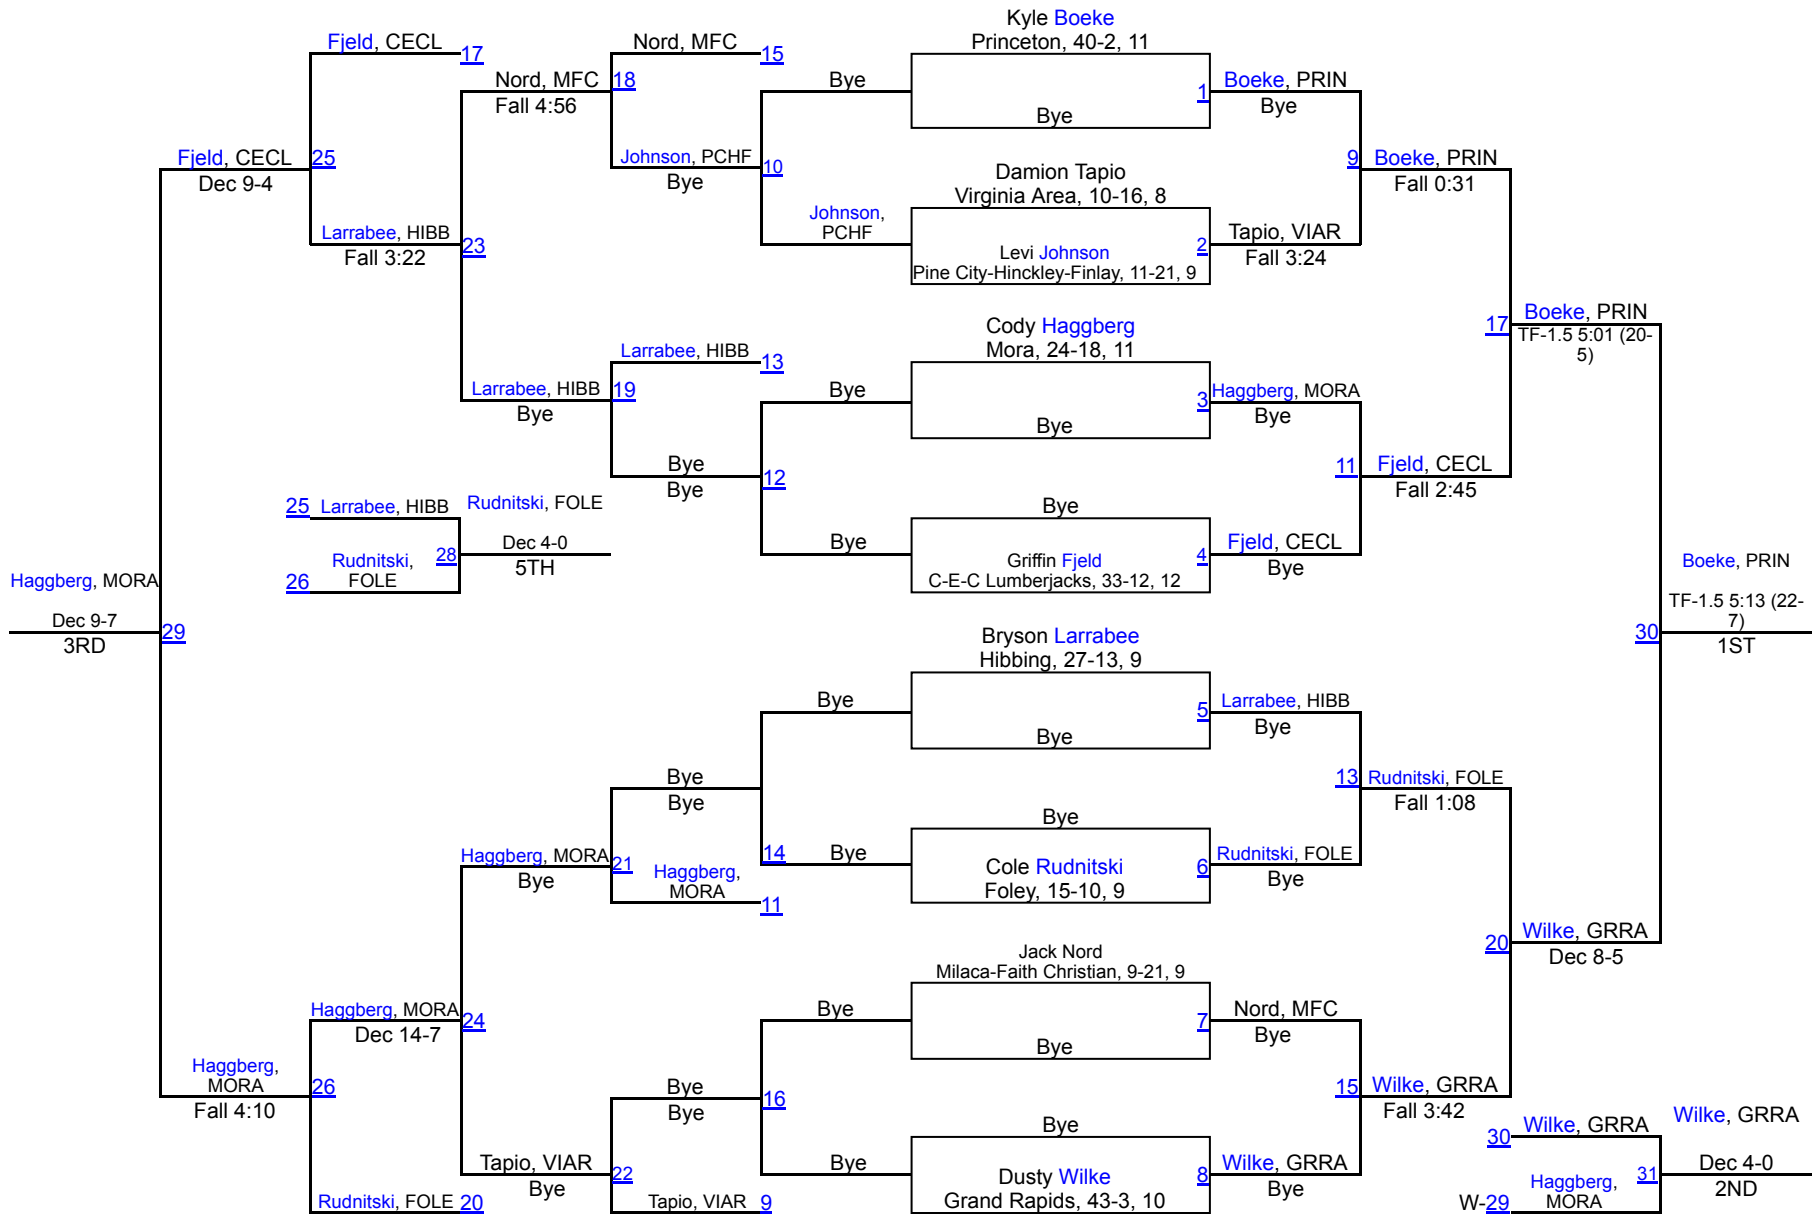 Kyle Boeke
Princeton, 40-2, 11
Bye
1
Boeke, PRIN
Bye
Damion Tapio
Virginia Area, 10-16, 8
Levi Johnson
Pine City-Hinckley-Finlay, 11-21, 9
2
Tapio, VIAR
Fall 3:24
Cody Haggberg
Mora, 24-18, 11
Bye
3
Haggberg, MORA
Bye
Bye
Griffin Fjeld
C-E-C Lumberjacks, 33-12, 12
4
Fjeld, CECL
Bye
Bryson Larrabee
Hibbing, 27-13, 9
Bye
5
Larrabee, HIBB
Bye
Bye
Cole Rudnitski
Foley, 15-10, 9
6
Rudnitski, FOLE
Bye
Jack Nord
Milaca-Faith Christian, 9-21, 9
Bye
7
Nord, MFC
Bye
Bye
Dusty Wilke
Grand Rapids, 43-3, 10
8
Wilke, GRRA
Bye
9
Boeke, PRIN
Fall 0:31
11
Fjeld, CECL
Fall 2:45
13
Rudnitski, FOLE
Fall 1:08
15
Wilke, GRRA
Fall 3:42
17
Boeke, PRIN
TF-1.5 5:01 (20-
5)
20
Wilke, GRRA
Dec 8-5
30
Boeke, PRIN
TF-1.5 5:13 (22-
7)
1ST
30
Wilke, GRRA
W-29
Haggberg,
MORA
31
Wilke, GRRA
Dec 4-0
2ND
Bye
Johnson,
PCHF
10
Bye
Bye
12
Bye
Bye
14
Bye
Bye
16
Nord, MFC
15
Johnson, PCHF
Bye
18
Larrabee, HIBB
13
Bye
Bye
19
Bye
Bye
Haggberg,
MORA
11
21
Bye
Bye
Tapio, VIAR
9
22
Nord, MFC
Fall 4:56
Larrabee, HIBB
Bye
23
Haggberg, MORA
Bye
Tapio, VIAR
Bye
24
Fjeld, CECL
17
Larrabee, HIBB
Fall 3:22
25
Haggberg, MORA
Dec 14-7
Rudnitski, FOLE
20
26
Fjeld, CECL
Dec 9-4
Haggberg,
MORA
Fall 4:10
29
Haggberg, MORA
Dec 9-7
3RD
25
Larrabee, HIBB
26
Rudnitski,
FOLE
28
Rudnitski, FOLE
Dec 4-0
5TH